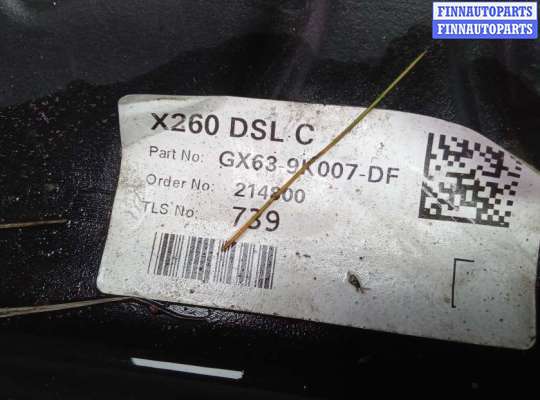 FINNAUTOPARTS
FINNAUTOPARTS
X260 DSL C
Part No: GX63-9K007-DF
Order No: 214800
TLS No: 739